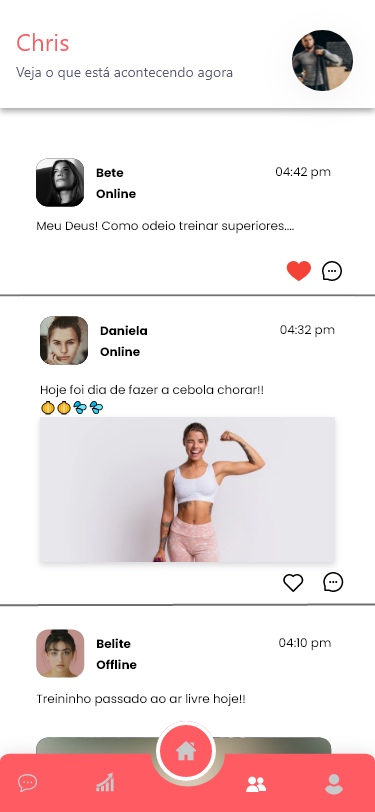 Chris
Veja o que está acontecendo agora
Bete
04:42 pm
Online
Meu Deus! Como odeio treinar superiores....
Daniela
04:32 pm
Online
Hoje foi dia de fazer a cebola chorar!!
Belite
04:10 pm
Offline
Treininho passado ao ar livre hoje!!